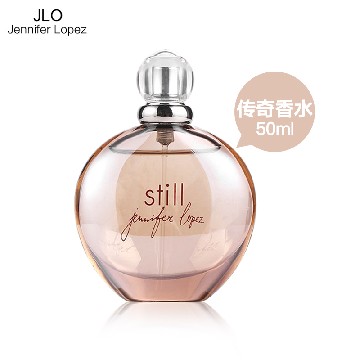 JLO
Jennifer Lopez
传奇香水
50ml
still
jennifer lopez